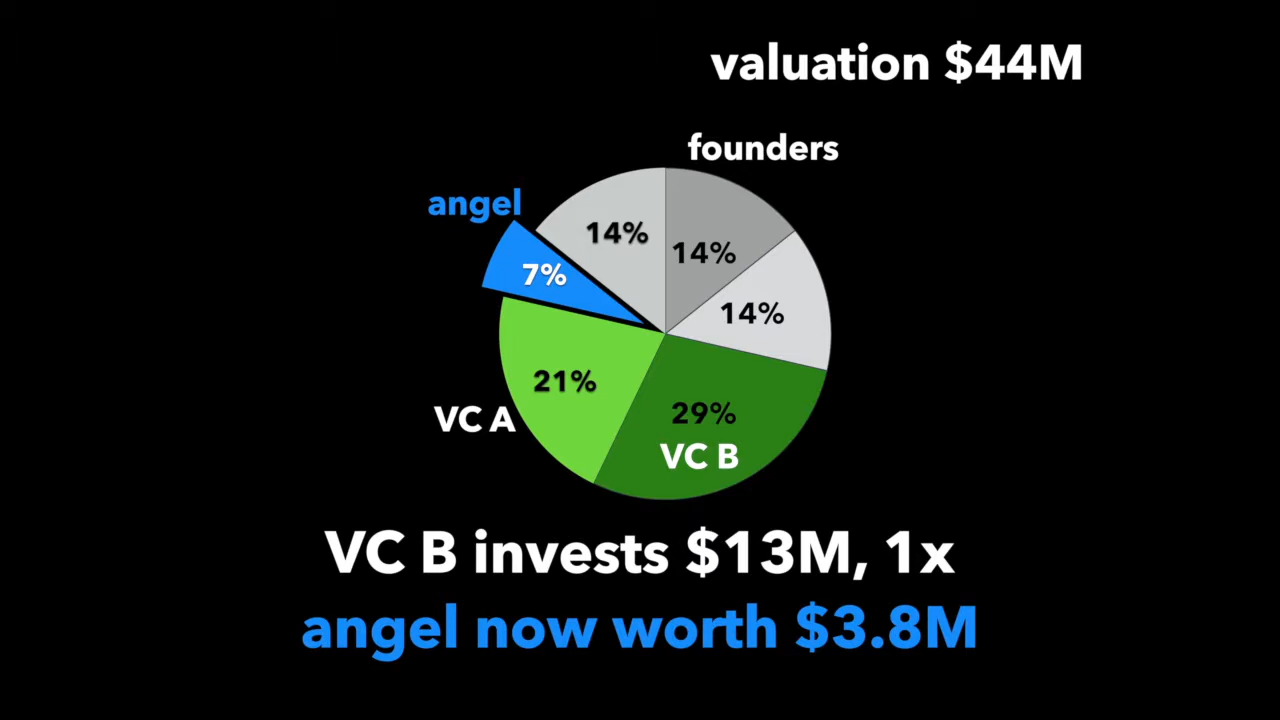 valuation $44M
founders
angel
14%
14%
7%
14%
21%
29%
VC A
VC B
VC B invests $13M, 1x
angel now worth $3.8M